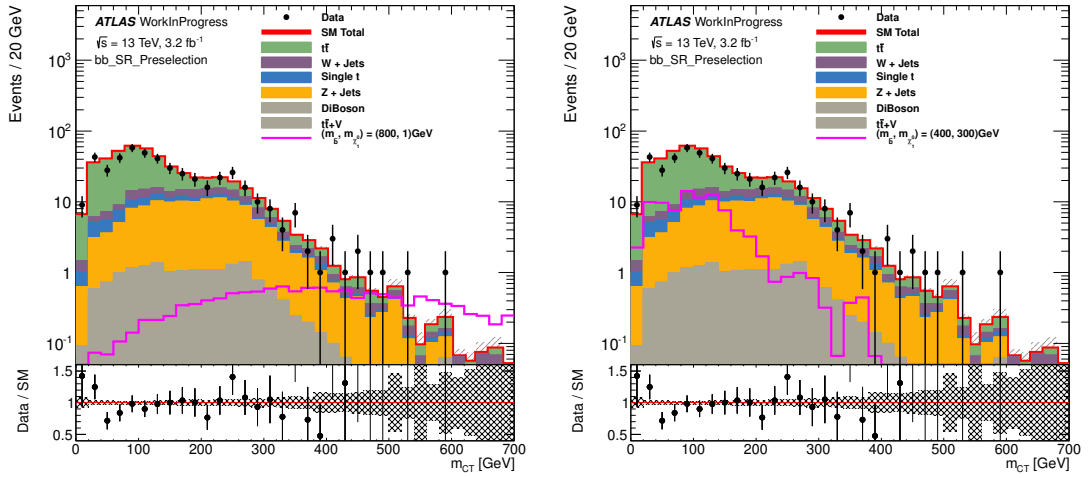 Events / 20 GeV
10³
10²
10
1
10⁻¹
ATLAS WorkInProgress
√s = 13 TeV, 3.2 fb⁻¹
bb_SR_Preselection
Data
SM Total
tt̄
W + Jets
Single t
Z + Jets
DiBoson
tt̄+V
(m_b̃, m_χ̃⁰₁) = (800, 1)GeV
Data / SM
1.5
1
0.5
0 100 200 300 400 500 600 700
m_CT [GeV]
Events / 20 GeV
10³
10²
10
1
10⁻¹
ATLAS WorkInProgress
√s = 13 TeV, 3.2 fb⁻¹
bb_SR_Preselection
Data
SM Total
tt̄
W + Jets
Single t
Z + Jets
DiBoson
tt̄+V
(m_b̃, m_χ̃⁰₁) = (400, 300)GeV
Data / SM
1.5
1
0.5
0 100 200 300 400 500 600 700
m_CT [GeV]